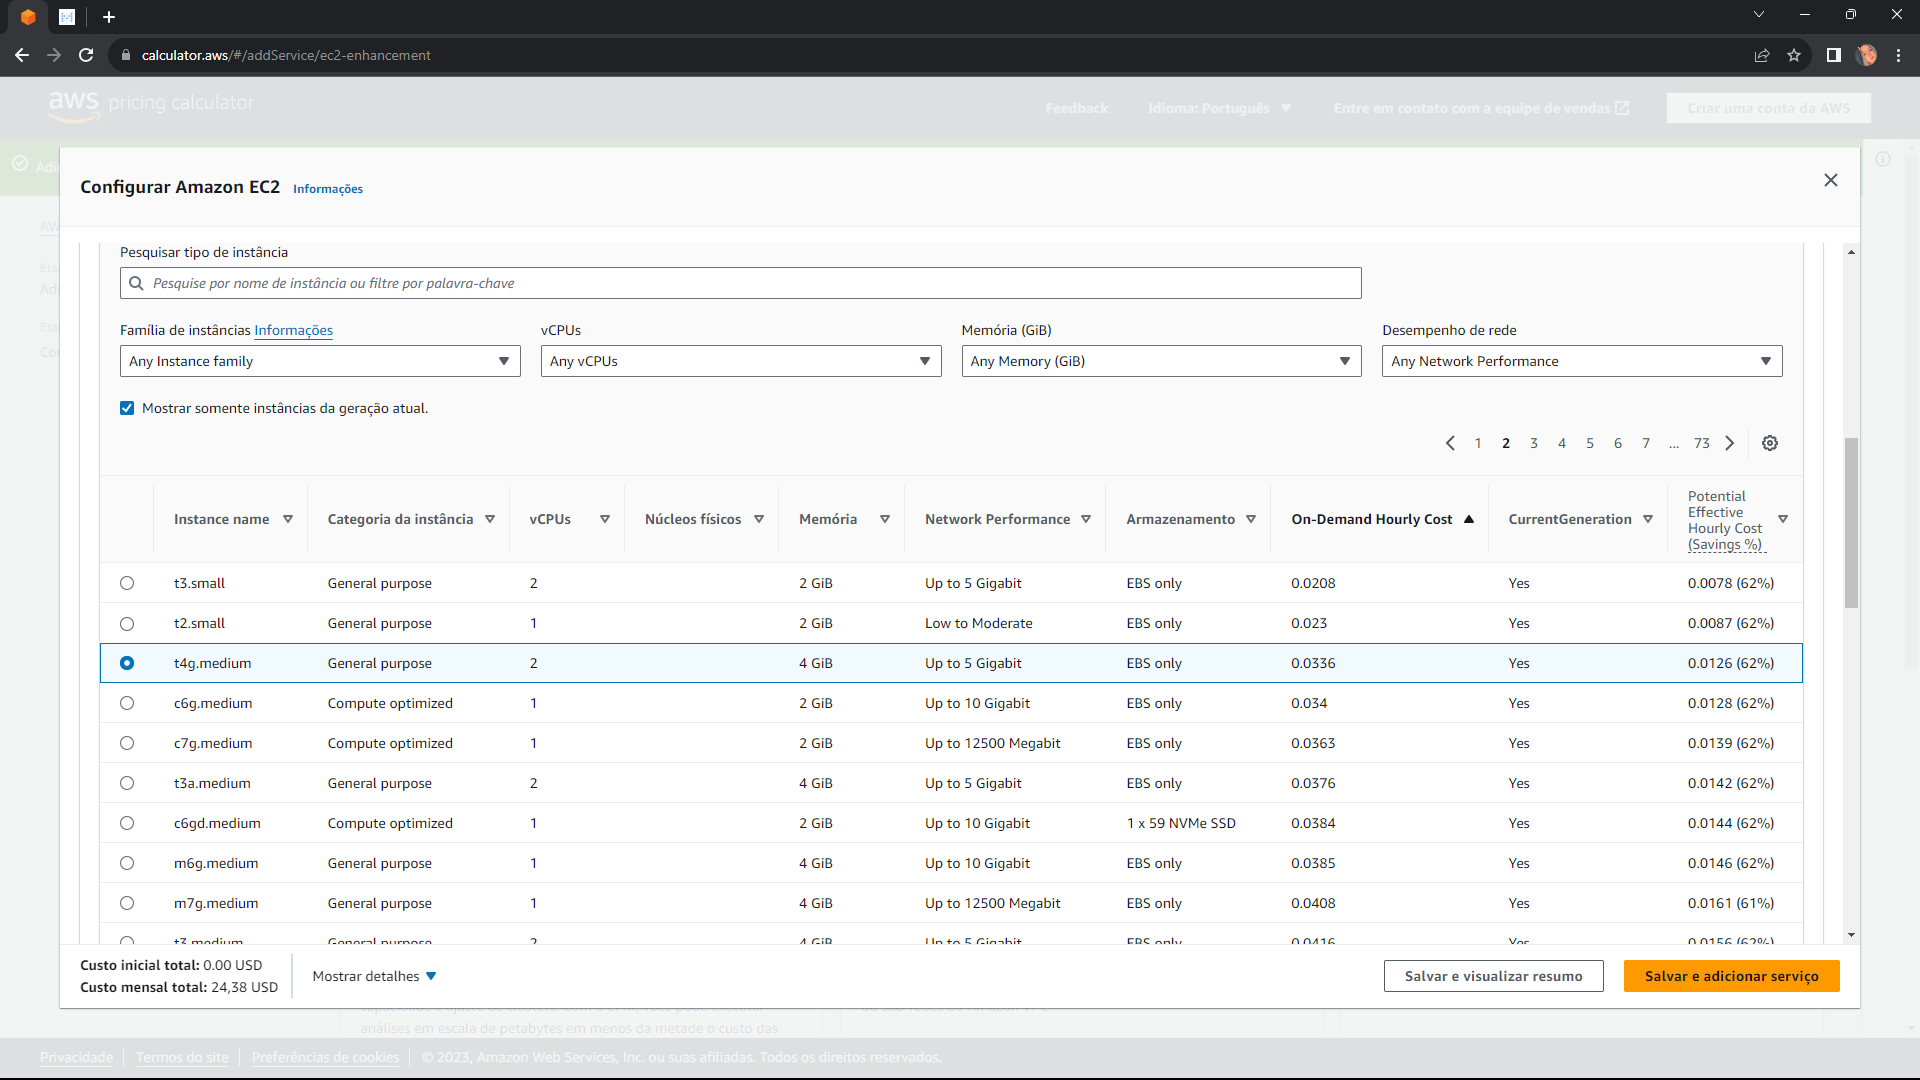 calculator.aws/#/addService/ec2-enhancement
aws pricing calculator
Feedback
Idioma: Português
Entre em contato com a equipe de vendas
Criar uma conta da AWS
Configurar Amazon EC2 Informações
Pesquisar tipo de instância
Pesquise por nome de instância ou filtre por palavra-chave
Família de instâncias Informações
vCPUs
Memória (GiB)
Desempenho de rede
Any Instance family
Any vCPUs
Any Memory (GiB)
Any Network Performance
Mostrar somente instâncias da geração atual.
1 2 3 4 5 6 7 ... 73
Instance name Categoria da instância vCPUs Núcleos físicos Memória Network Performance Armazenamento On-Demand Hourly Cost CurrentGeneration Potential
Effective
Hourly Cost
(Savings %)
t3.small General purpose 2 2 GiB Up to 5 Gigabit EBS only 0.0208 Yes 0.0078 (62%)
t2.small General purpose 1 2 GiB Low to Moderate EBS only 0.023 Yes 0.0087 (62%)
t4g.medium General purpose 2 4 GiB Up to 5 Gigabit EBS only 0.0336 Yes 0.0126 (62%)
c6g.medium Compute optimized 1 2 GiB Up to 10 Gigabit EBS only 0.034 Yes 0.0128 (62%)
c7g.medium Compute optimized 1 2 GiB Up to 12500 Megabit EBS only 0.0363 Yes 0.0139 (62%)
t3a.medium General purpose 2 4 GiB Up to 5 Gigabit EBS only 0.0376 Yes 0.0142 (62%)
c6gd.medium Compute optimized 1 2 GiB Up to 10 Gigabit 1 x 59 NVMe SSD 0.0384 Yes 0.0144 (62%)
m6g.medium General purpose 1 4 GiB Up to 10 Gigabit EBS only 0.0385 Yes 0.0146 (62%)
m7g.medium General purpose 1 4 GiB Up to 12500 Megabit EBS only 0.0408 Yes 0.0161 (61%)
t3.medium General purpose 2 4 GiB Up to 5 Gigabit EBS only 0.0416 Yes 0.0156 (62%)
Custo inicial total: 0.00 USD
Custo mensal total: 24,38 USD
Mostrar detalhes
Salvar e visualizar resumo
Salvar e adicionar serviço
análises em escala de petabytes em menos da metade o custo das
Privacidade
Termos do site
Preferências de cookies
© 2023, Amazon Web Services, Inc. ou suas afiliadas. Todos os direitos reservados.